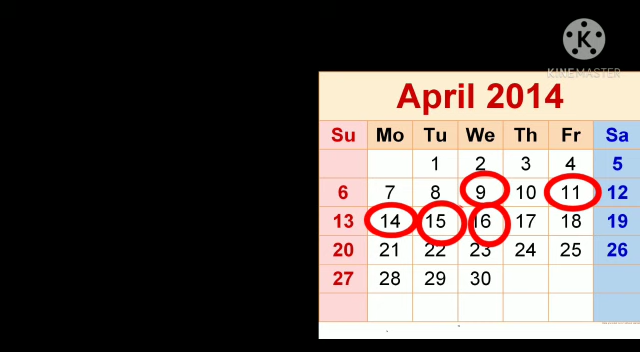 K
KINEMASTER
April 2014
Su Mo Tu We Th Fr Sa
1 2 3 4 5
6 7 8 9 10 11 12
13 14 15 16 17 18 19
20 21 22 23 24 25 26
27 28 29 30